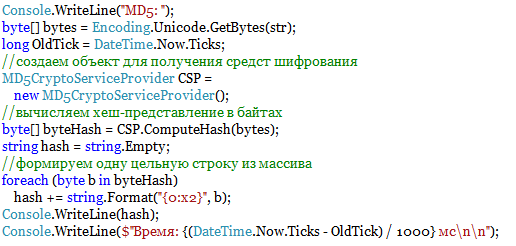 Console.WriteLine("MD5: ");
byte[] bytes = Encoding.Unicode.GetBytes(str);
long OldTick = DateTime.Now.Ticks;
//создаем объект для получения средст шифрования
MD5CryptoServiceProvider CSP =
new MD5CryptoServiceProvider();
//вычисляем хеш-представление в байтах
byte[] byteHash = CSP.ComputeHash(bytes);
string hash = string.Empty;
//формируем одну цельную строку из массива
foreach (byte b in byteHash)
hash += string.Format("{0:x2}", b);
Console.WriteLine(hash);
Console.WriteLine($"Время: {(DateTime.Now.Ticks - OldTick) / 1000} мс\n\n");